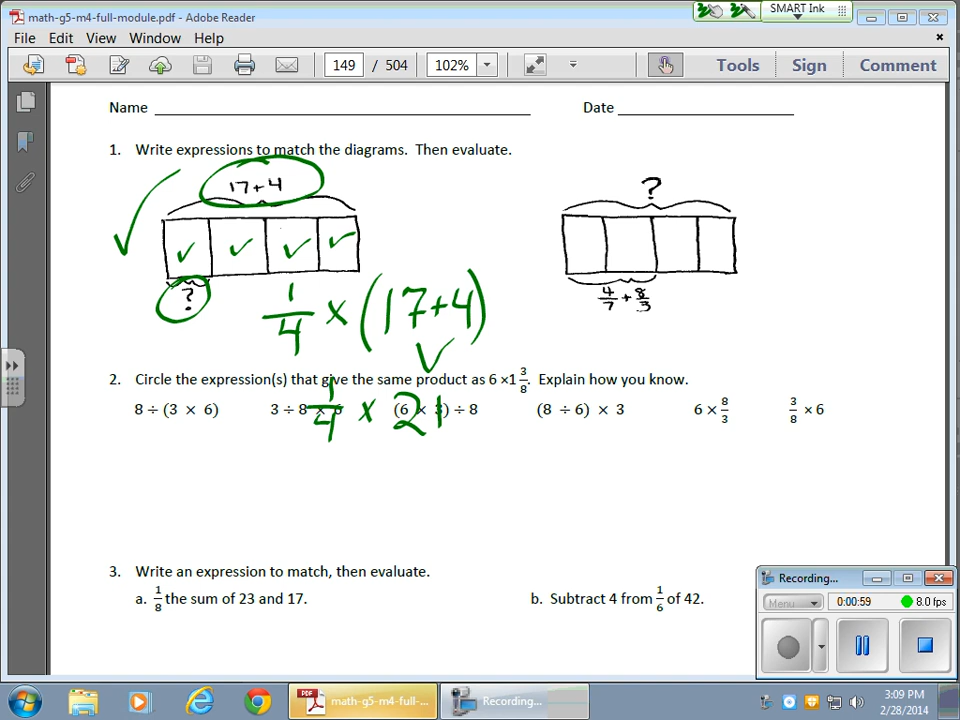 math-g5-m4-full-module.pdf - Adobe Reader
SMART Ink
File Edit View Window Help
149 / 504 102% Tools Sign Comment
Name Date
1. Write expressions to match the diagrams. Then evaluate.
17+4
?
?
4/7 + 8/3
1/4 × (17+4)
2. Circle the expression(s) that give the same product as 6 ×1 3/8. Explain how you know.
8 ÷ (3 × 6) 3 ÷ 8 × 6 (6 × 3) ÷ 8 (8 ÷ 6) × 3 6 × 8/3 3/8 × 6
1/4 × 21
3. Write an expression to match, then evaluate.
a. 1/8 the sum of 23 and 17. b. Subtract 4 from 1/6 of 42.
Recording...
Menu 0:00:59 8.0 fps
math-g5-m4-full-... Recording... 3:09 PM
2/28/2014